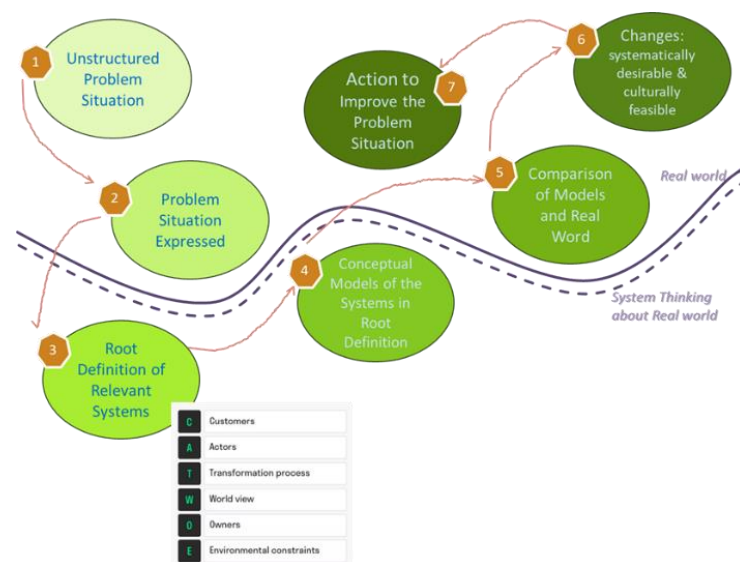 1
Unstructured
Problem
Situation
2
Problem
Situation
Expressed
3
Root
Definition of
Relevant
Systems
4
Conceptual
Models of the
Systems in
Root
Definition
5
Comparison
of Models
and Real
Word
6
Changes:
systematically
desirable &
culturally
feasible
7
Action to
Improve the
Problem
Situation
Real world
System Thinking
about Real world
C Customers
A Actors
T Transformation process
W World view
O Owners
E Environmental constraints